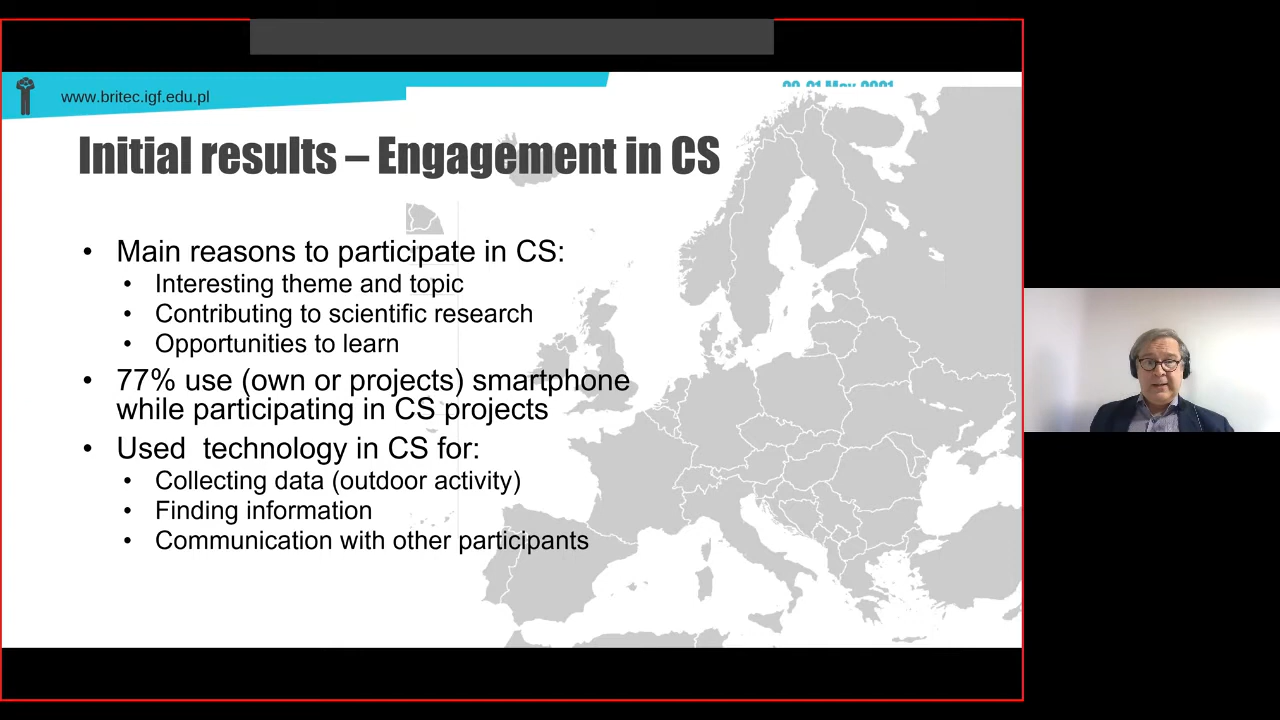 www.britec.igf.edu.pl
Initial results – Engagement in CS
• Main reasons to participate in CS:
• Interesting theme and topic
• Contributing to scientific research
• Opportunities to learn
• 77% use (own or projects) smartphone
while participating in CS projects
• Used technology in CS for:
• Collecting data (outdoor activity)
• Finding information
• Communication with other participants